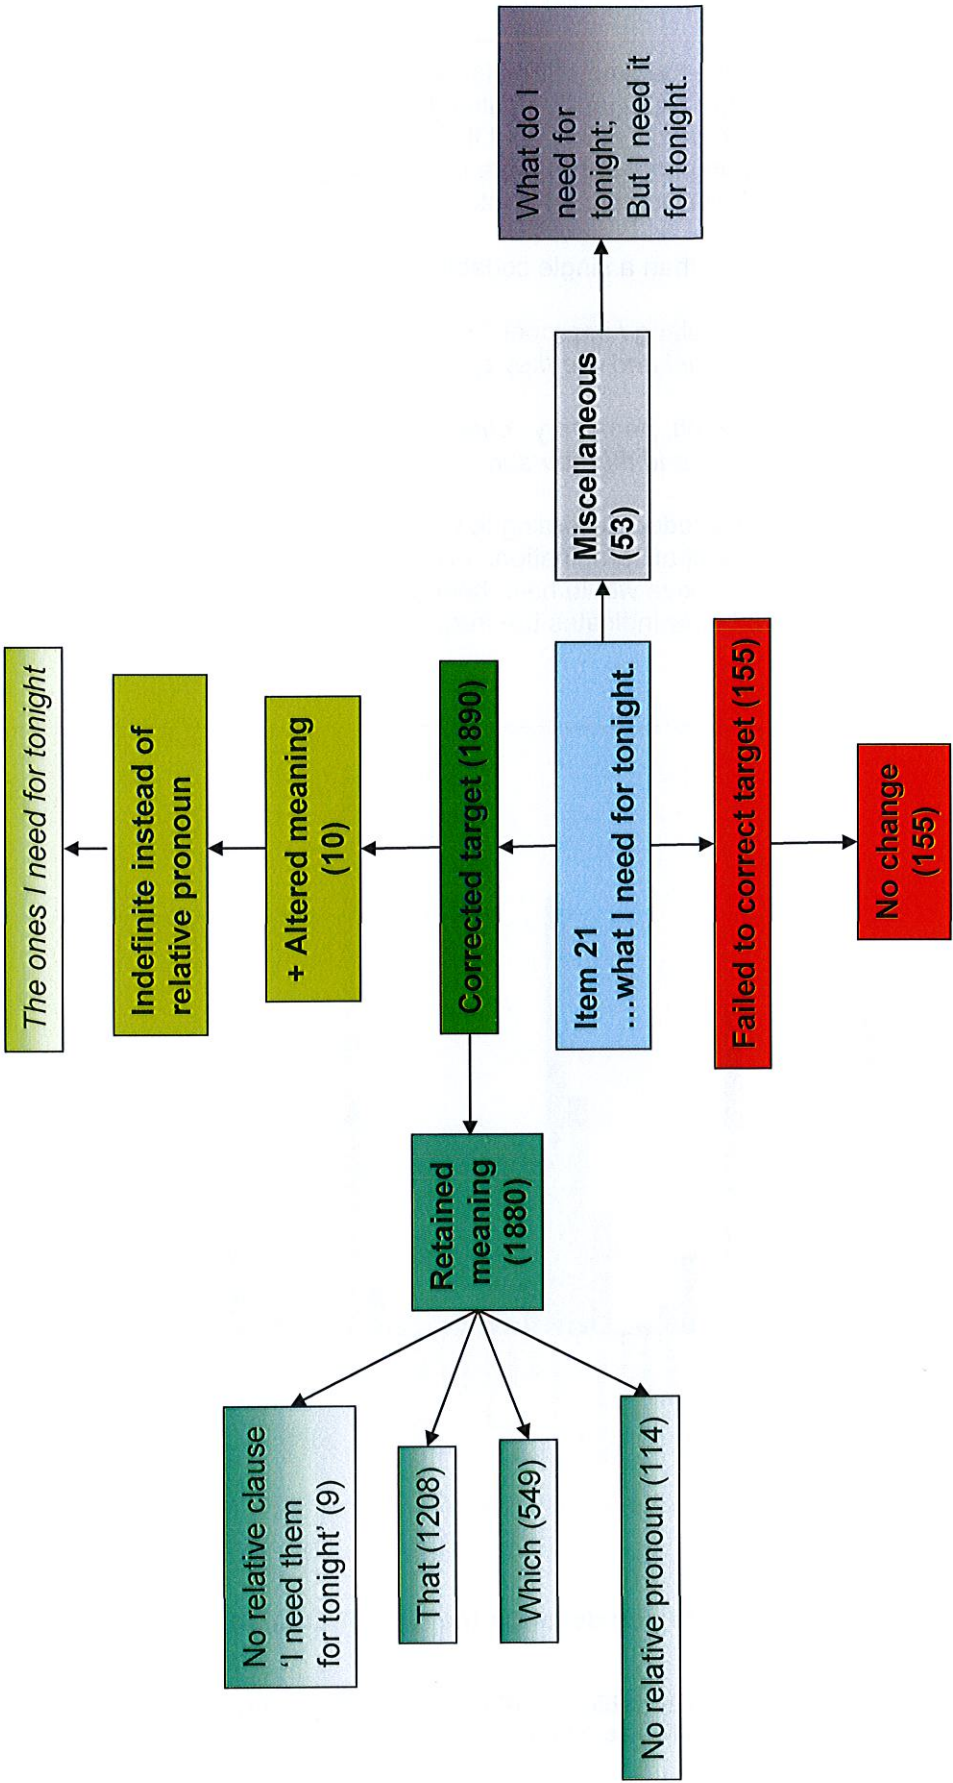 The ones I need for tonight
Indefinite instead of
relative pronoun
No relative clause
‘I need them
for tonight’ (9)
+ Altered meaning
(10)
That (1208)
Retained
meaning
(1880)
Corrected target (1890)
Which (549)
Item 21
…what I need for tonight.
Miscellaneous
(53)
What do I
need for
tonight;
But I need it
for tonight.
No relative pronoun (114)
Failed to correct target (155)
No change
(155)